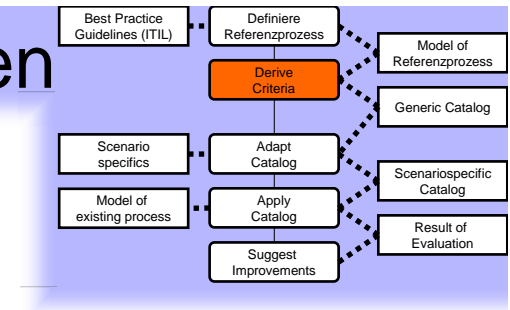 en
Best Practice
Guidelines (ITIL)
Definiere
Referenzprozess
Model of
Referenzprozess
Derive
Criteria
Generic Catalog
Scenario
specifics
Adapt
Catalog
Scenariospecific
Catalog
Model of
existing process
Apply
Catalog
Result of
Evaluation
Suggest
Improvements